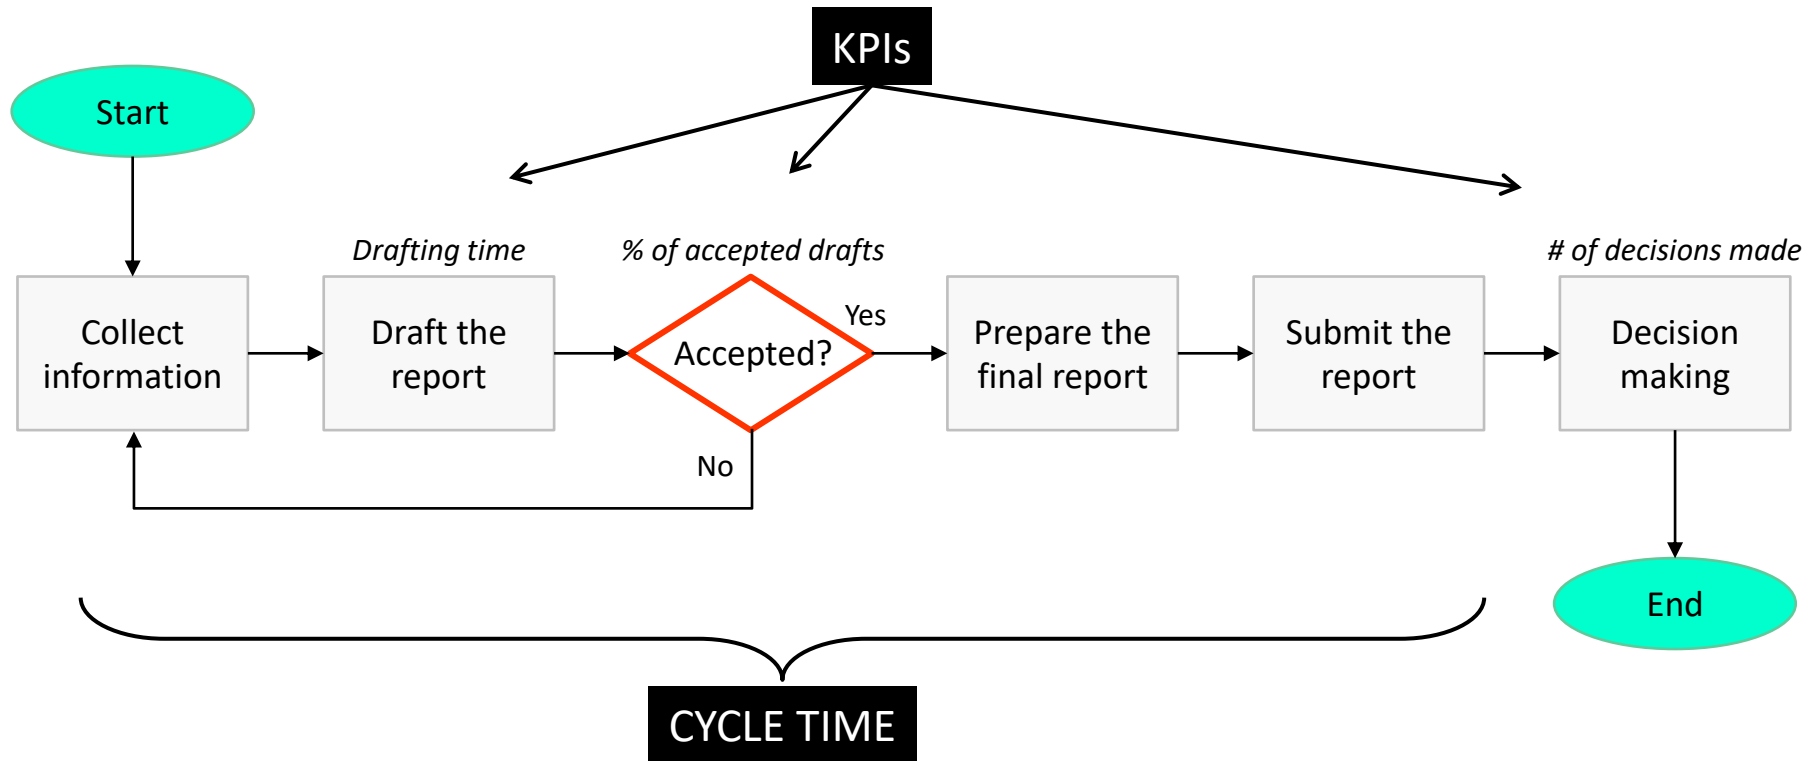 KPIs
Start
Drafting time
% of accepted drafts
# of decisions made
Collect
information
Draft the
report
Accepted?
Yes
No
Prepare the
final report
Submit the
report
Decision
making
End
CYCLE TIME